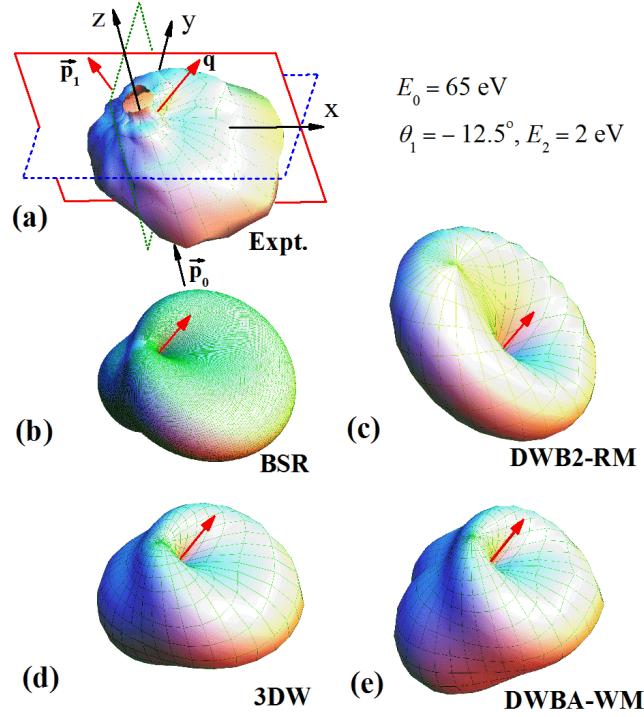 z
y
p⃗₁
q
x
E₀ = 65 eV
θ₁ = − 12.5°, E₂ = 2 eV
(a)
Expt.
p⃗₀
(b)
BSR
(c)
DWB2-RM
(d)
3DW
(e)
DWBA-WM